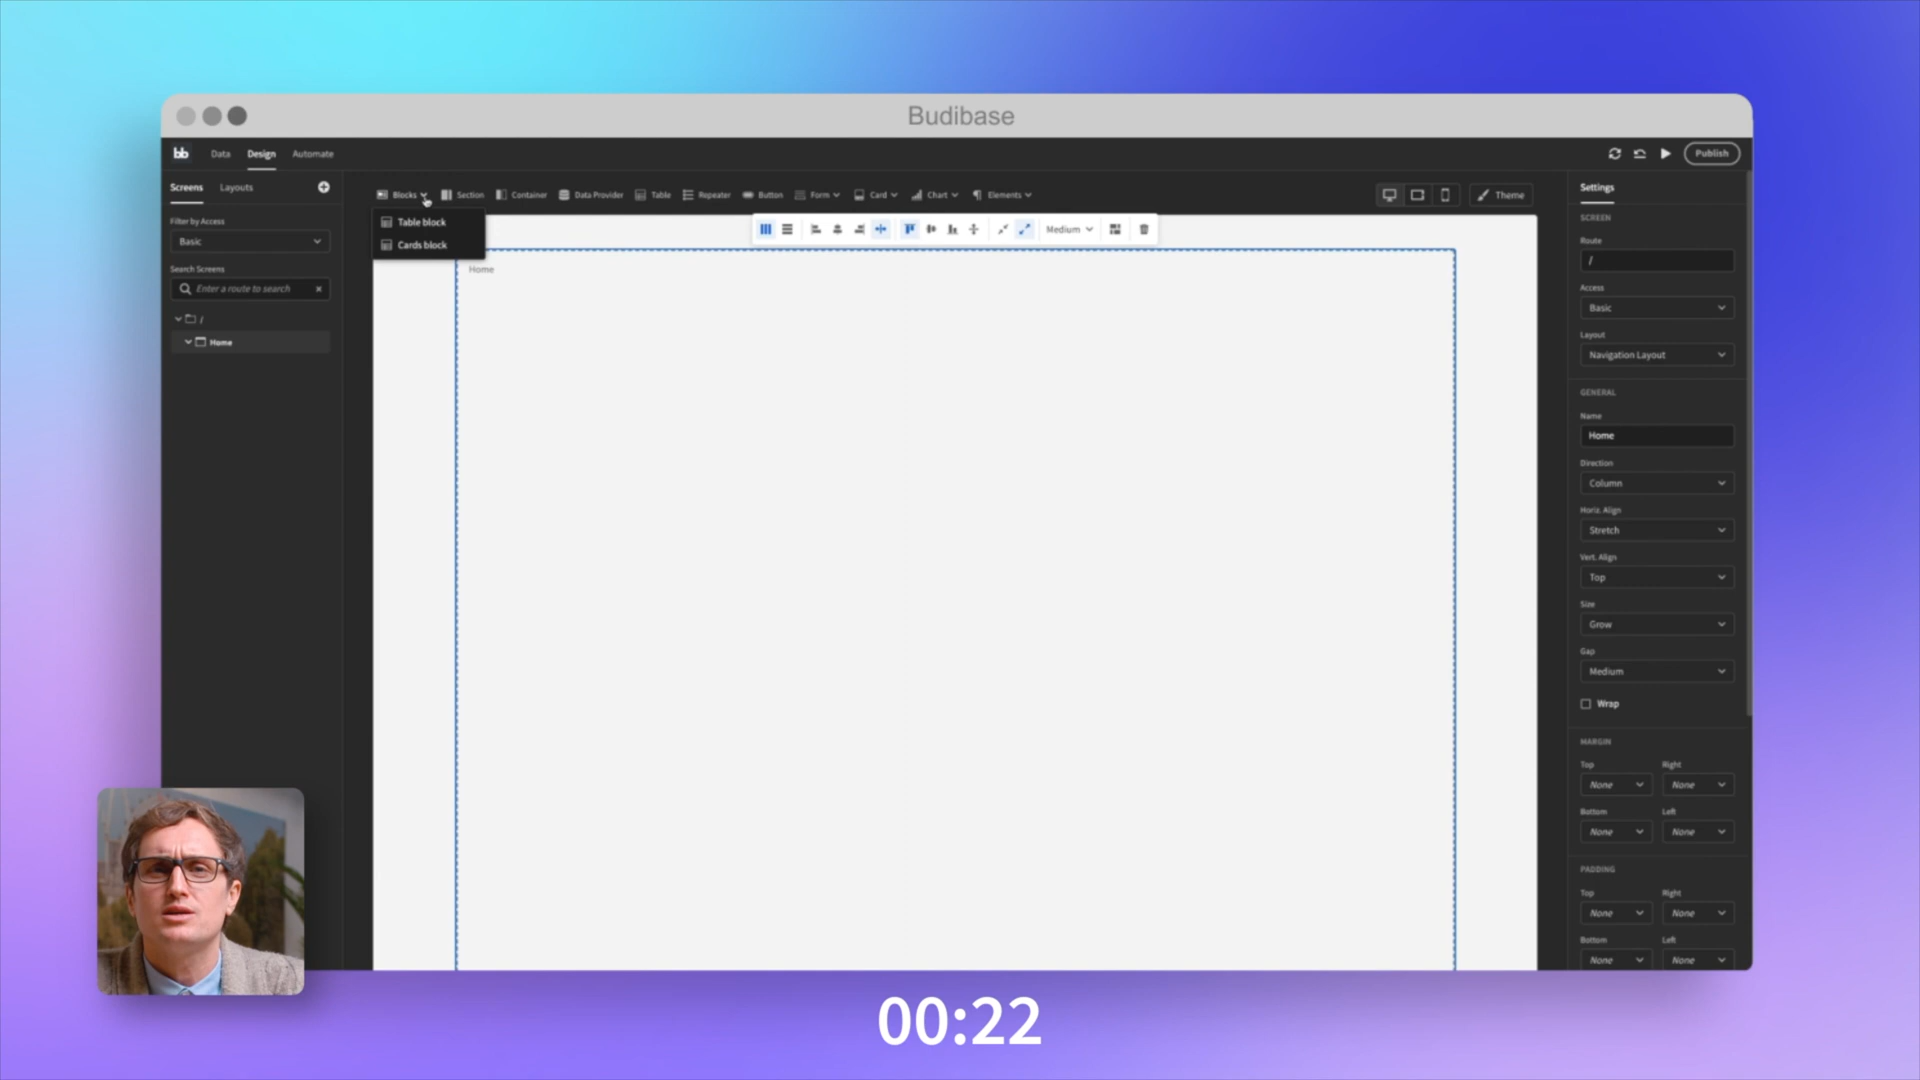 Budibase
bb Data Design Automate Publish
Screens Layouts
Filter by Access
Basic
Search Screens
Enter a route to search
/
Home
Blocks Section Container Data Provider Table Repeater Button Form Card Chart Elements Theme
Table block
Cards block
Medium
Home
Settings
SCREEN
Route
/
Access
Basic
Layout
Navigation Layout
GENERAL
Name
Home
Direction
Column
Horiz. Align
Stretch
Vert. Align
Top
Size
Grow
Gap
Medium
Wrap
MARGIN
Top Right
None None
Bottom Left
None None
PADDING
Top Right
None None
Bottom Left
None None
00:22